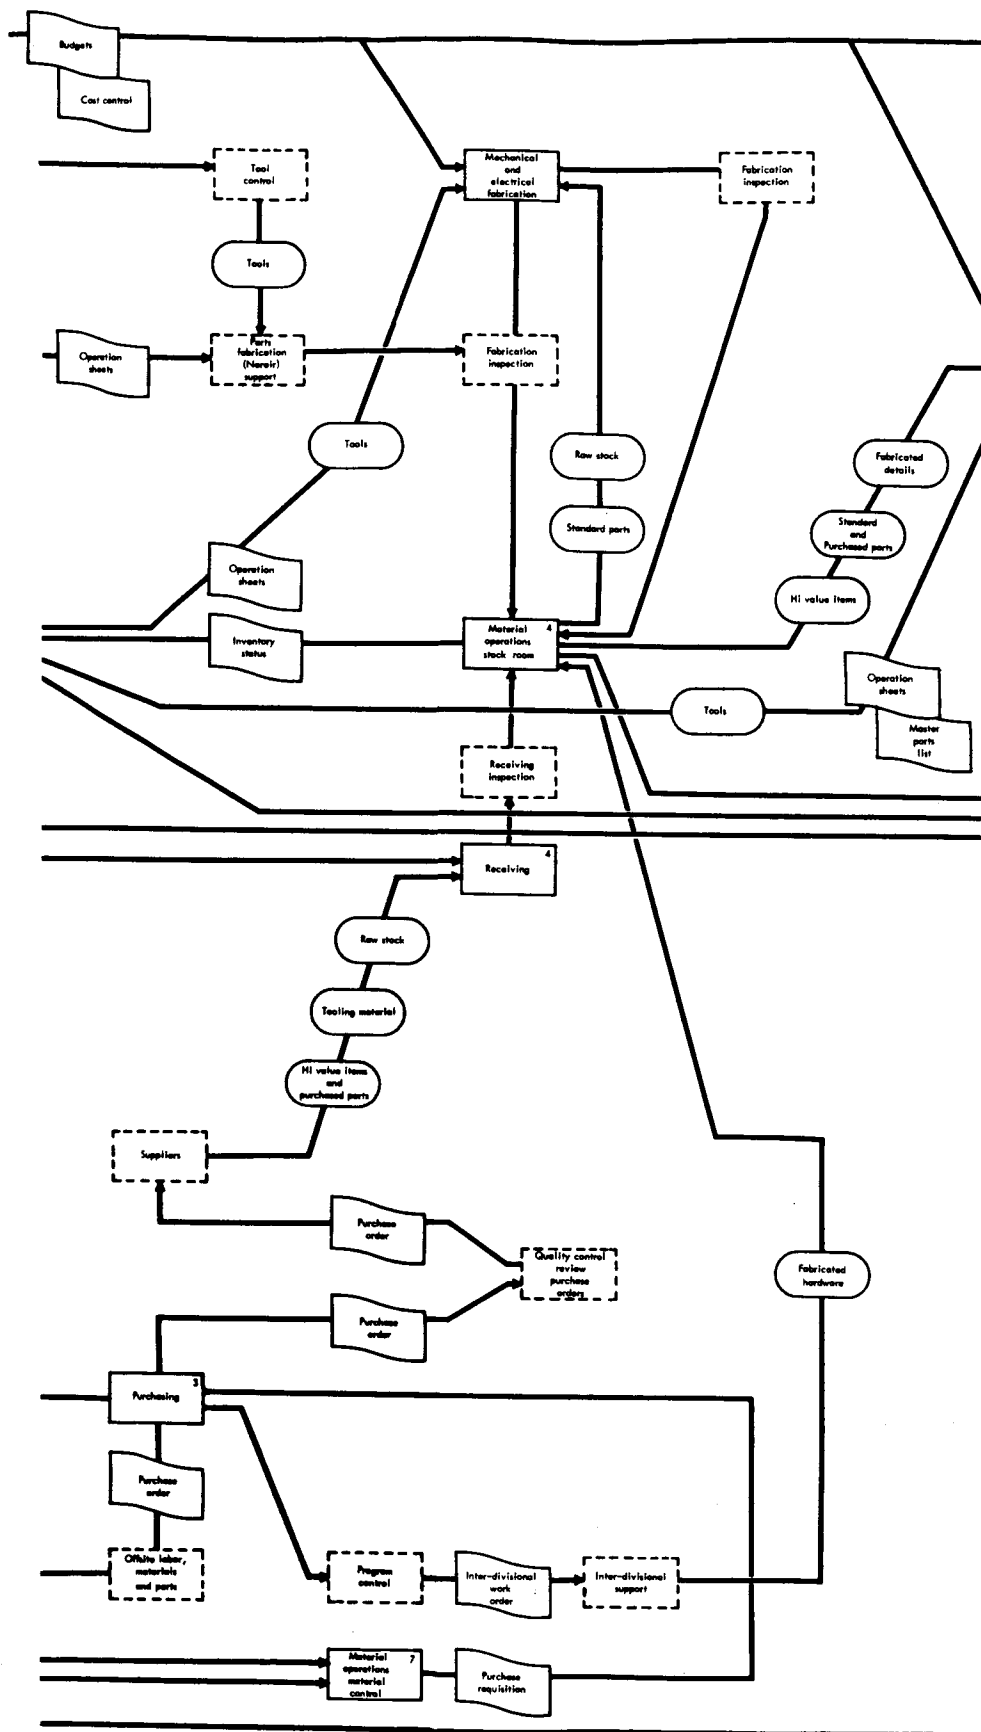 Budgets
Cost control
Tool
control
Mechanical
and
electrical
fabrication
Fabrication
inspection
Tools
Parts
fabrication
(Norair)
support
Operation
sheets
Fabrication
inspection
Tools
Raw stock
Fabricated
details
Standard parts
Standard
and
Purchased parts
Operation
sheets
Hi value items
Inventory
status
Material
operations
stock room
4
Operation
sheets
Tools
Master
parts
list
Receiving
inspection
Receiving
4
Raw stock
Tooling material
Hi value items
and
purchased parts
Suppliers
Purchase
order
Quality control
review
purchase
orders
Fabricated
hardware
Purchase
order
Purchasing
3
Purchase
order
Offsite labor,
materials
and parts
Program
control
Inter-divisional
work
order
Inter-divisional
support
Material
operations
material
control
7
Purchase
requisition